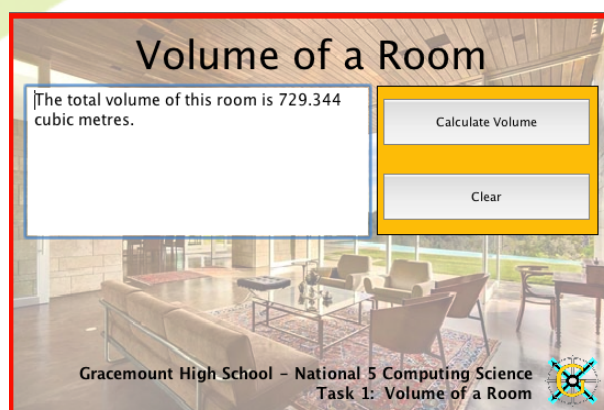 Volume of a Room
The total volume of this room is 729.344
cubic metres.
Calculate Volume
Clear
Gracemount High School - National 5 Computing Science
Task 1: Volume of a Room